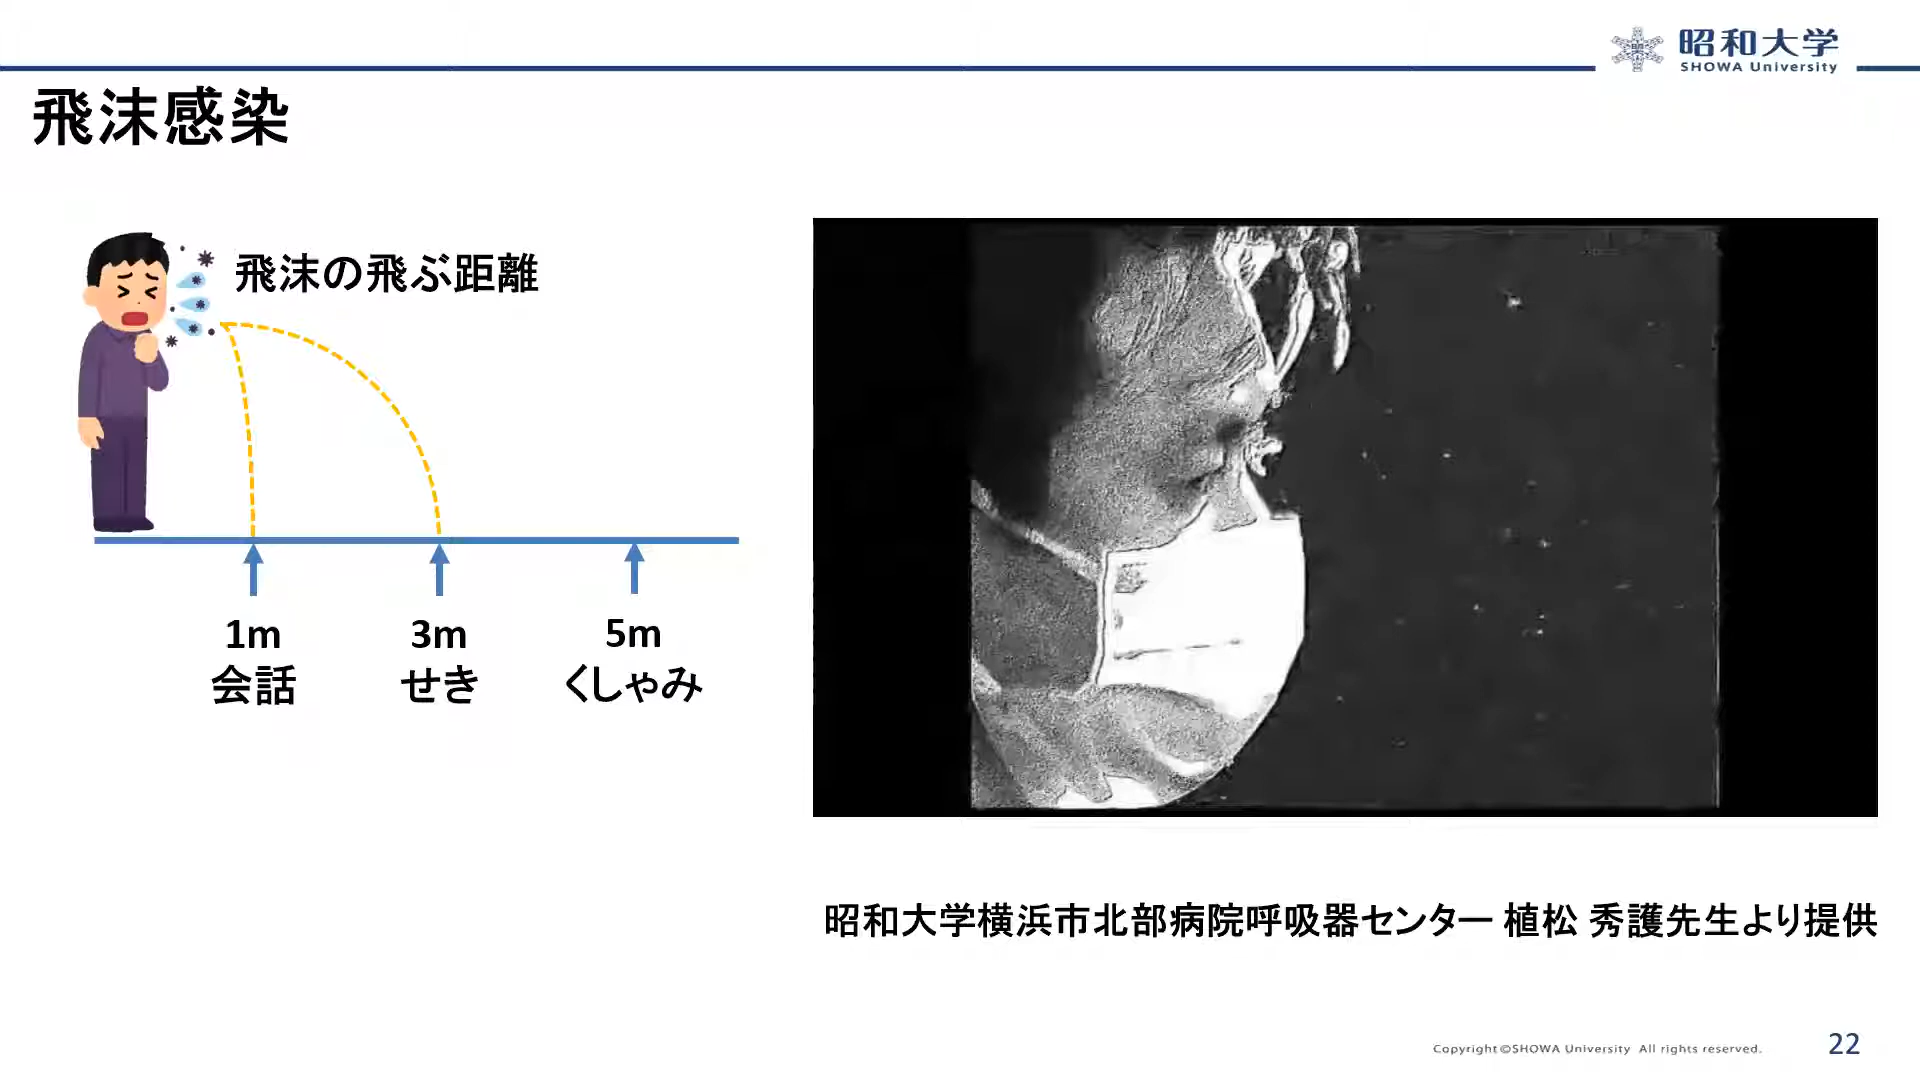 昭和大学
SHOWA University
飛沫感染
飛沫の飛ぶ距離
1m
会話
3m
せき
5m
くしゃみ
昭和大学横浜市北部病院呼吸器センター 植松 秀護先生より提供
Copyright©SHOWA University All rights reserved.
22